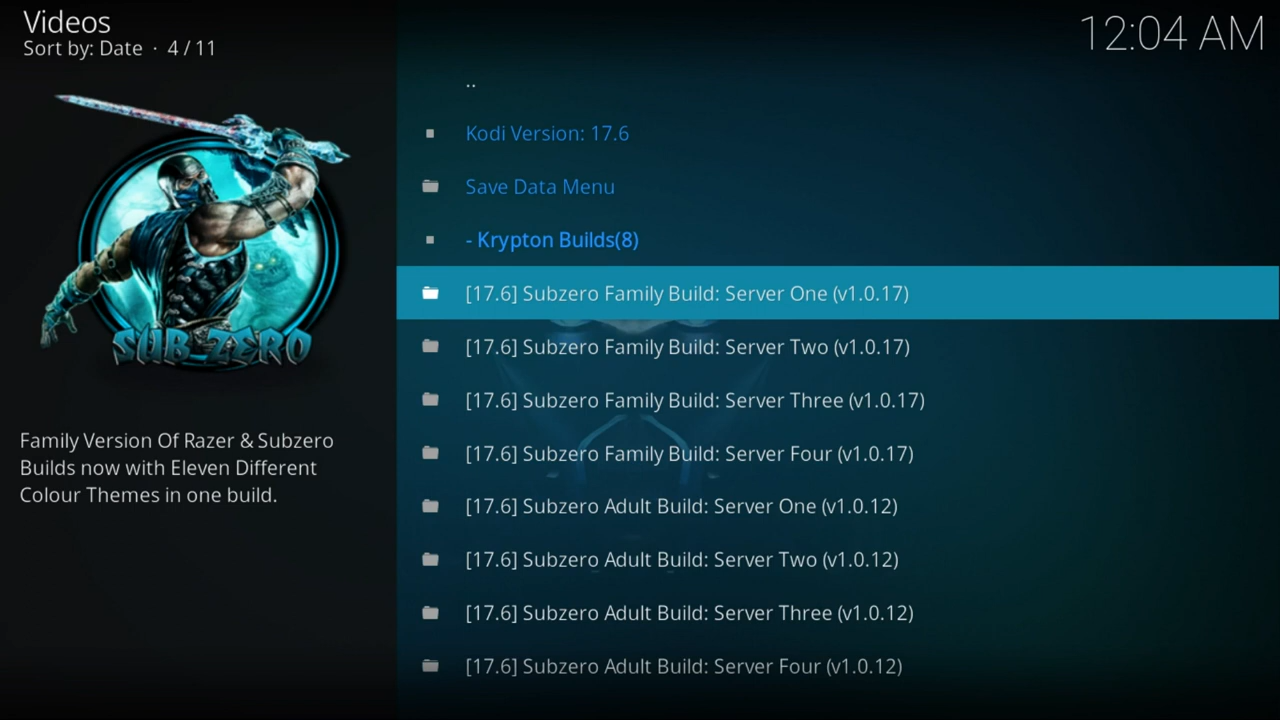 Videos
Sort by: Date · 4 / 11
12:04 AM
SUB-ZERO
Family Version Of Razer & Subzero
Builds now with Eleven Different
Colour Themes in one build.
..
Kodi Version: 17.6
Save Data Menu
- Krypton Builds(8)
[17.6] Subzero Family Build: Server One (v1.0.17)
[17.6] Subzero Family Build: Server Two (v1.0.17)
[17.6] Subzero Family Build: Server Three (v1.0.17)
[17.6] Subzero Family Build: Server Four (v1.0.17)
[17.6] Subzero Adult Build: Server One (v1.0.12)
[17.6] Subzero Adult Build: Server Two (v1.0.12)
[17.6] Subzero Adult Build: Server Three (v1.0.12)
[17.6] Subzero Adult Build: Server Four (v1.0.12)